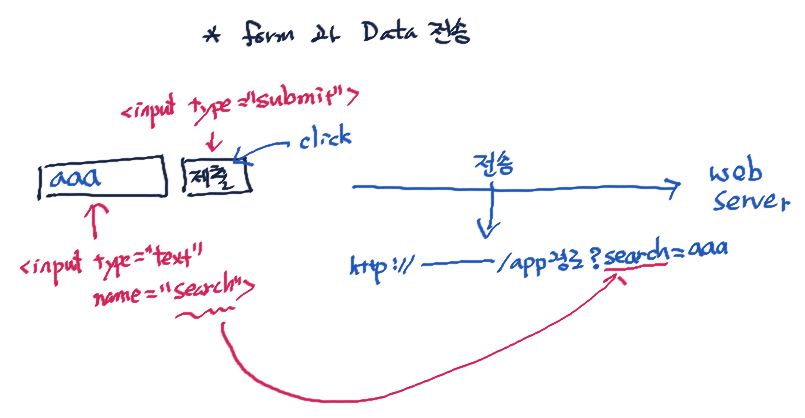 * form 과 Data 전송
<input type="submit">
click
aaa
제출
전송
web
server
<input type="text"
name="search">
http:// ——— /app경로?search=aaa